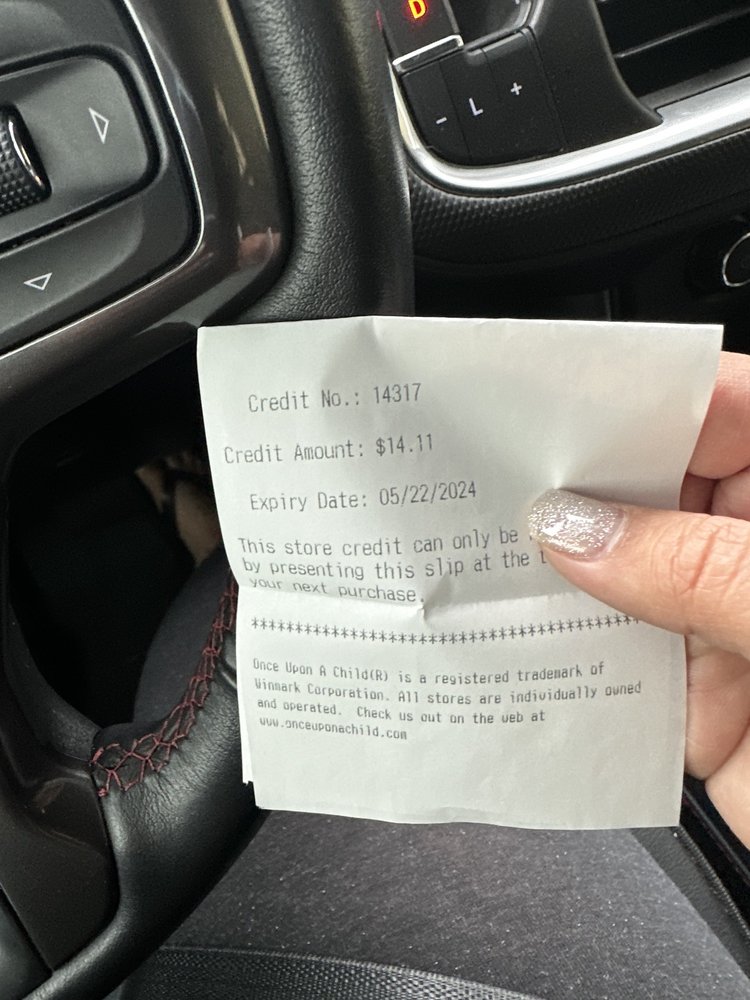 D
- L +
Credit No.: 14317
Credit Amount: $14.11
Expiry Date: 05/22/2024
This store credit can only be
by presenting this slip at the
your next purchase.
****************************************
Once Upon A Child(R) is a registered trademark of
Winmark Corporation. All stores are individually owned
and operated. Check us out on the web at
www.onceuponachild.com